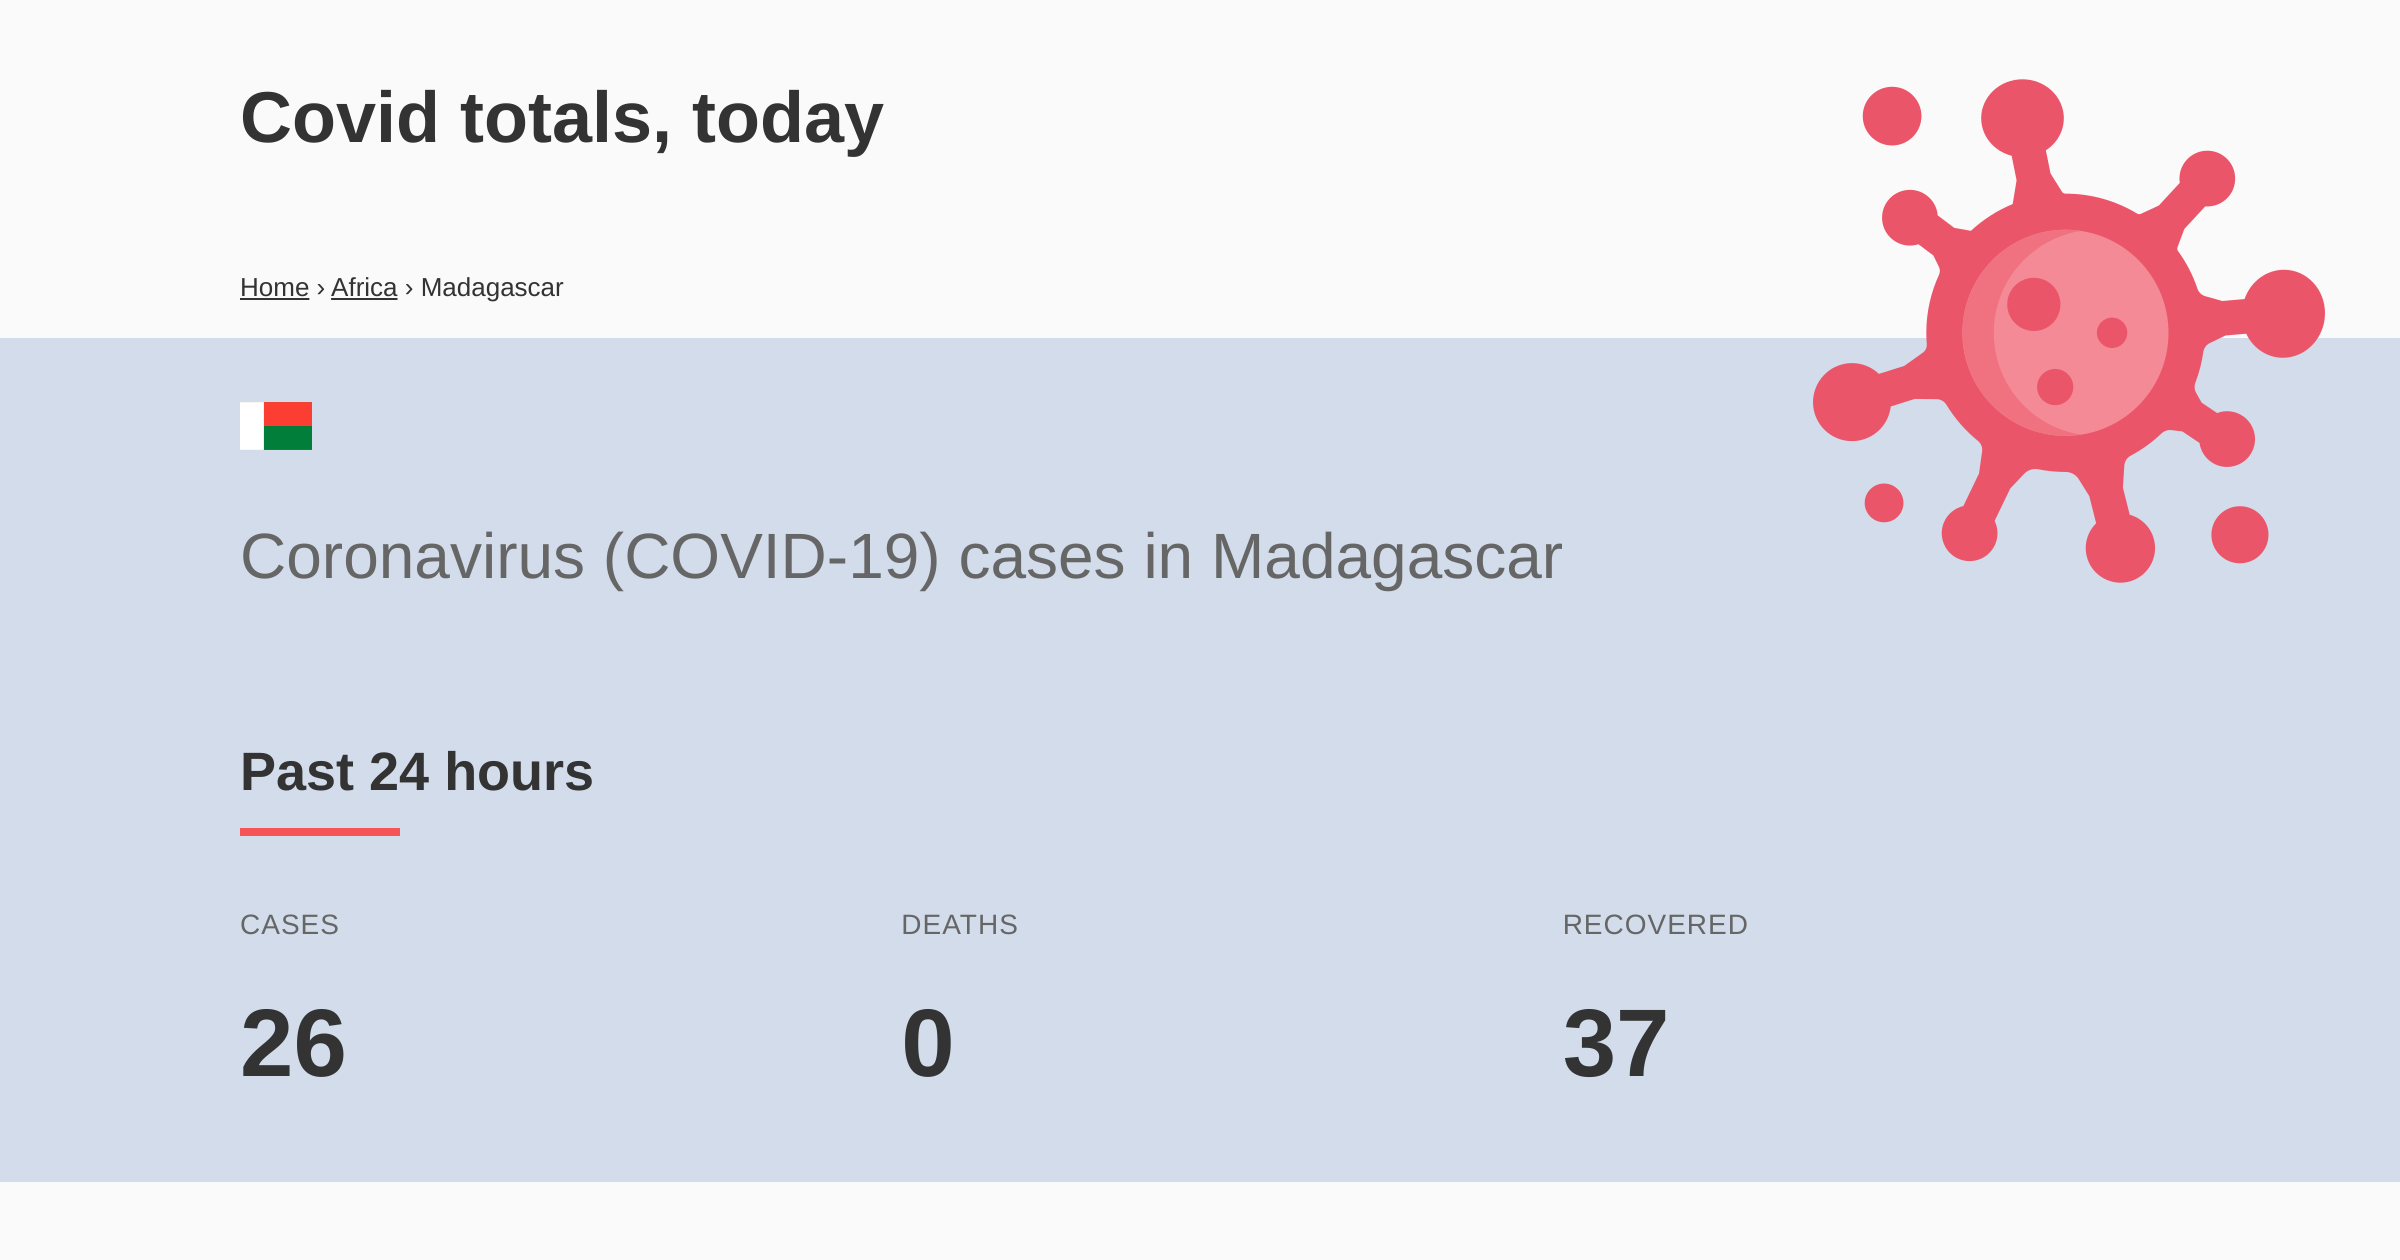 Covid totals, today
Home › Africa › Madagascar
Coronavirus (COVID-19) cases in Madagascar
Past 24 hours
CASES
DEATHS
RECOVERED
26
0
37